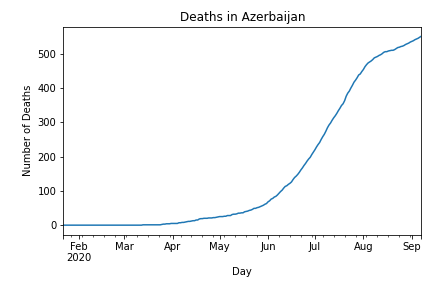 Deaths in Azerbaijan
Number of Deaths
500
400
300
200
100
0
Feb Mar Apr May Jun Jul Aug Sep
2020
Day